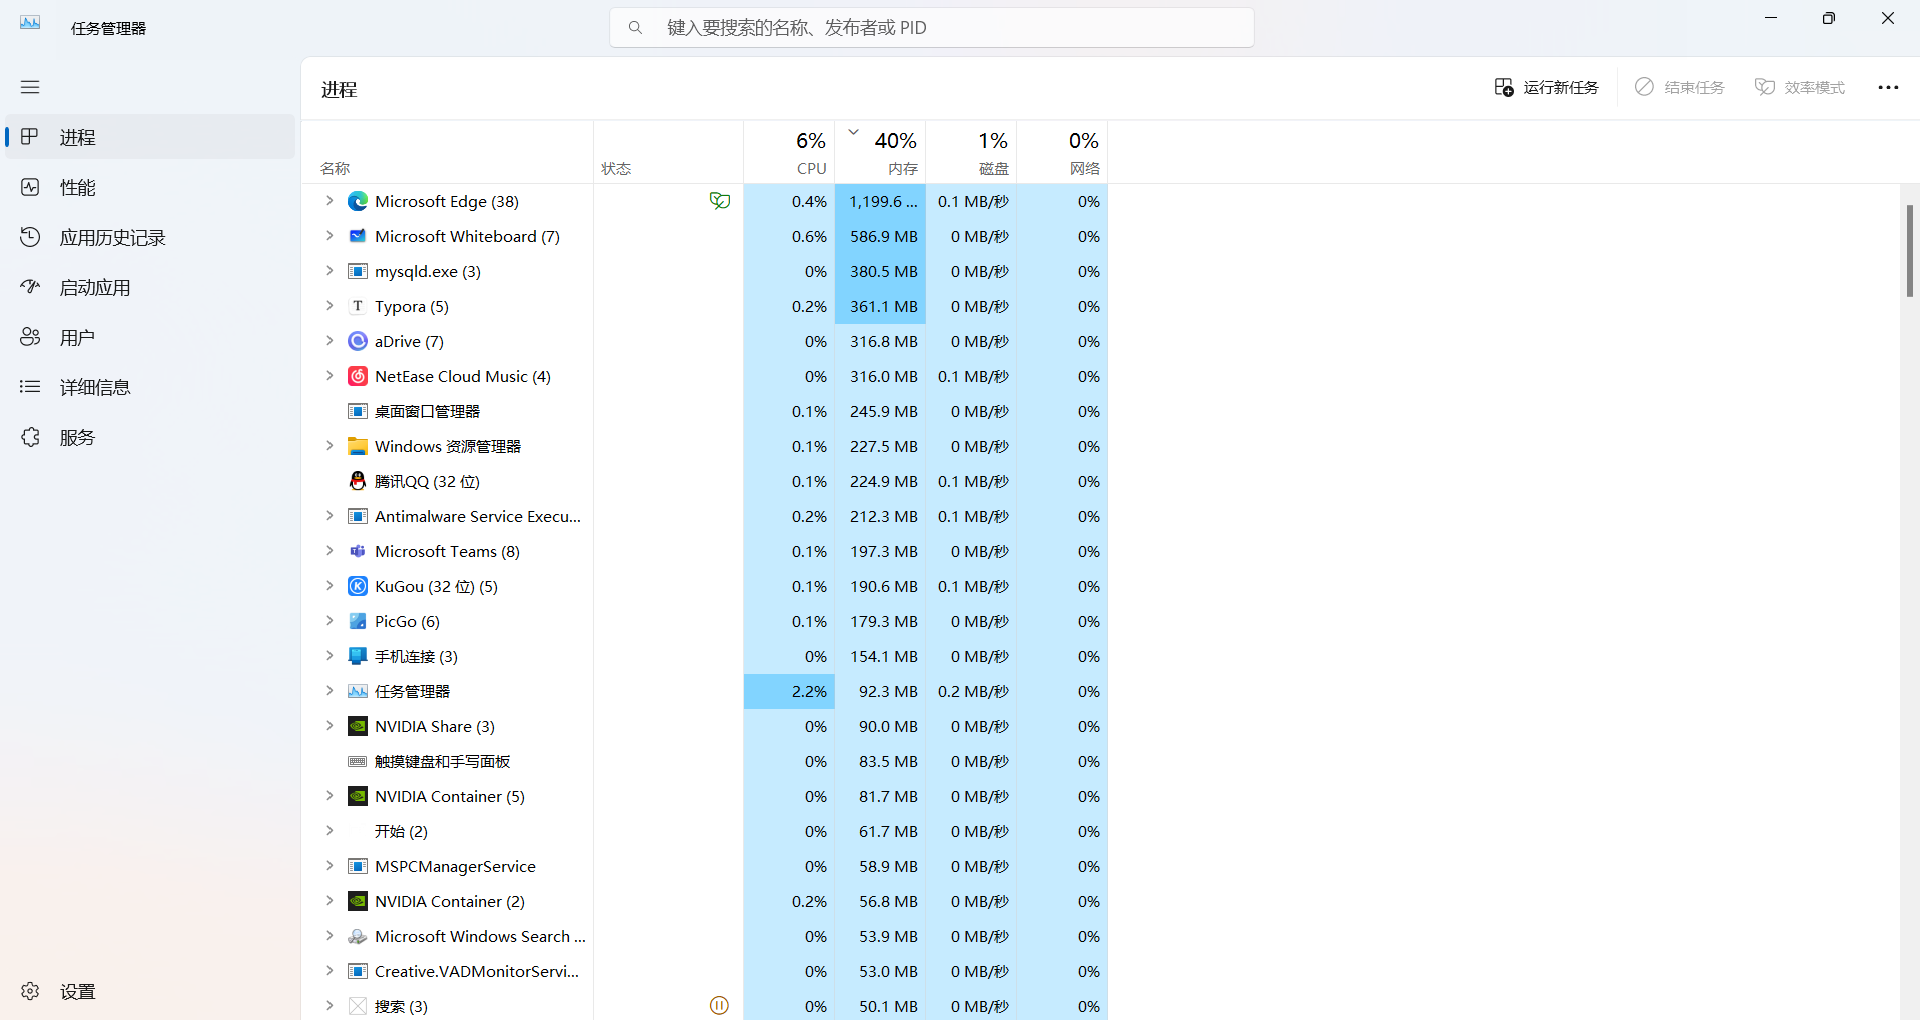 任务管理器
键入要搜索的名称、发布者或 PID
进程
性能
应用历史记录
启动应用
用户
详细信息
服务
设置
进程
运行新任务
结束任务
效率模式
6% 40% 1% 0%
名称 状态 CPU 内存 磁盘 网络
Microsoft Edge (38) 0.4% 1,199.6 ... 0.1 MB/秒 0%
Microsoft Whiteboard (7) 0.6% 586.9 MB 0 MB/秒 0%
mysqld.exe (3) 0% 380.5 MB 0 MB/秒 0%
Typora (5) 0.2% 361.1 MB 0 MB/秒 0%
aDrive (7) 0% 316.8 MB 0 MB/秒 0%
NetEase Cloud Music (4) 0% 316.0 MB 0.1 MB/秒 0%
桌面窗口管理器 0.1% 245.9 MB 0 MB/秒 0%
Windows 资源管理器 0.1% 227.5 MB 0 MB/秒 0%
腾讯QQ (32 位) 0.1% 224.9 MB 0.1 MB/秒 0%
Antimalware Service Execu... 0.2% 212.3 MB 0.1 MB/秒 0%
Microsoft Teams (8) 0.1% 197.3 MB 0 MB/秒 0%
KuGou (32 位) (5) 0.1% 190.6 MB 0.1 MB/秒 0%
PicGo (6) 0.1% 179.3 MB 0 MB/秒 0%
手机连接 (3) 0% 154.1 MB 0 MB/秒 0%
任务管理器 2.2% 92.3 MB 0.2 MB/秒 0%
NVIDIA Share (3) 0% 90.0 MB 0 MB/秒 0%
触摸键盘和手写面板 0% 83.5 MB 0 MB/秒 0%
NVIDIA Container (5) 0% 81.7 MB 0 MB/秒 0%
开始 (2) 0% 61.7 MB 0 MB/秒 0%
MSPCManagerService 0% 58.9 MB 0 MB/秒 0%
NVIDIA Container (2) 0.2% 56.8 MB 0 MB/秒 0%
Microsoft Windows Search ... 0% 53.9 MB 0 MB/秒 0%
Creative.VADMonitorServi... 0% 53.0 MB 0 MB/秒 0%
搜索 (3) 0% 50.1 MB 0 MB/秒 0%